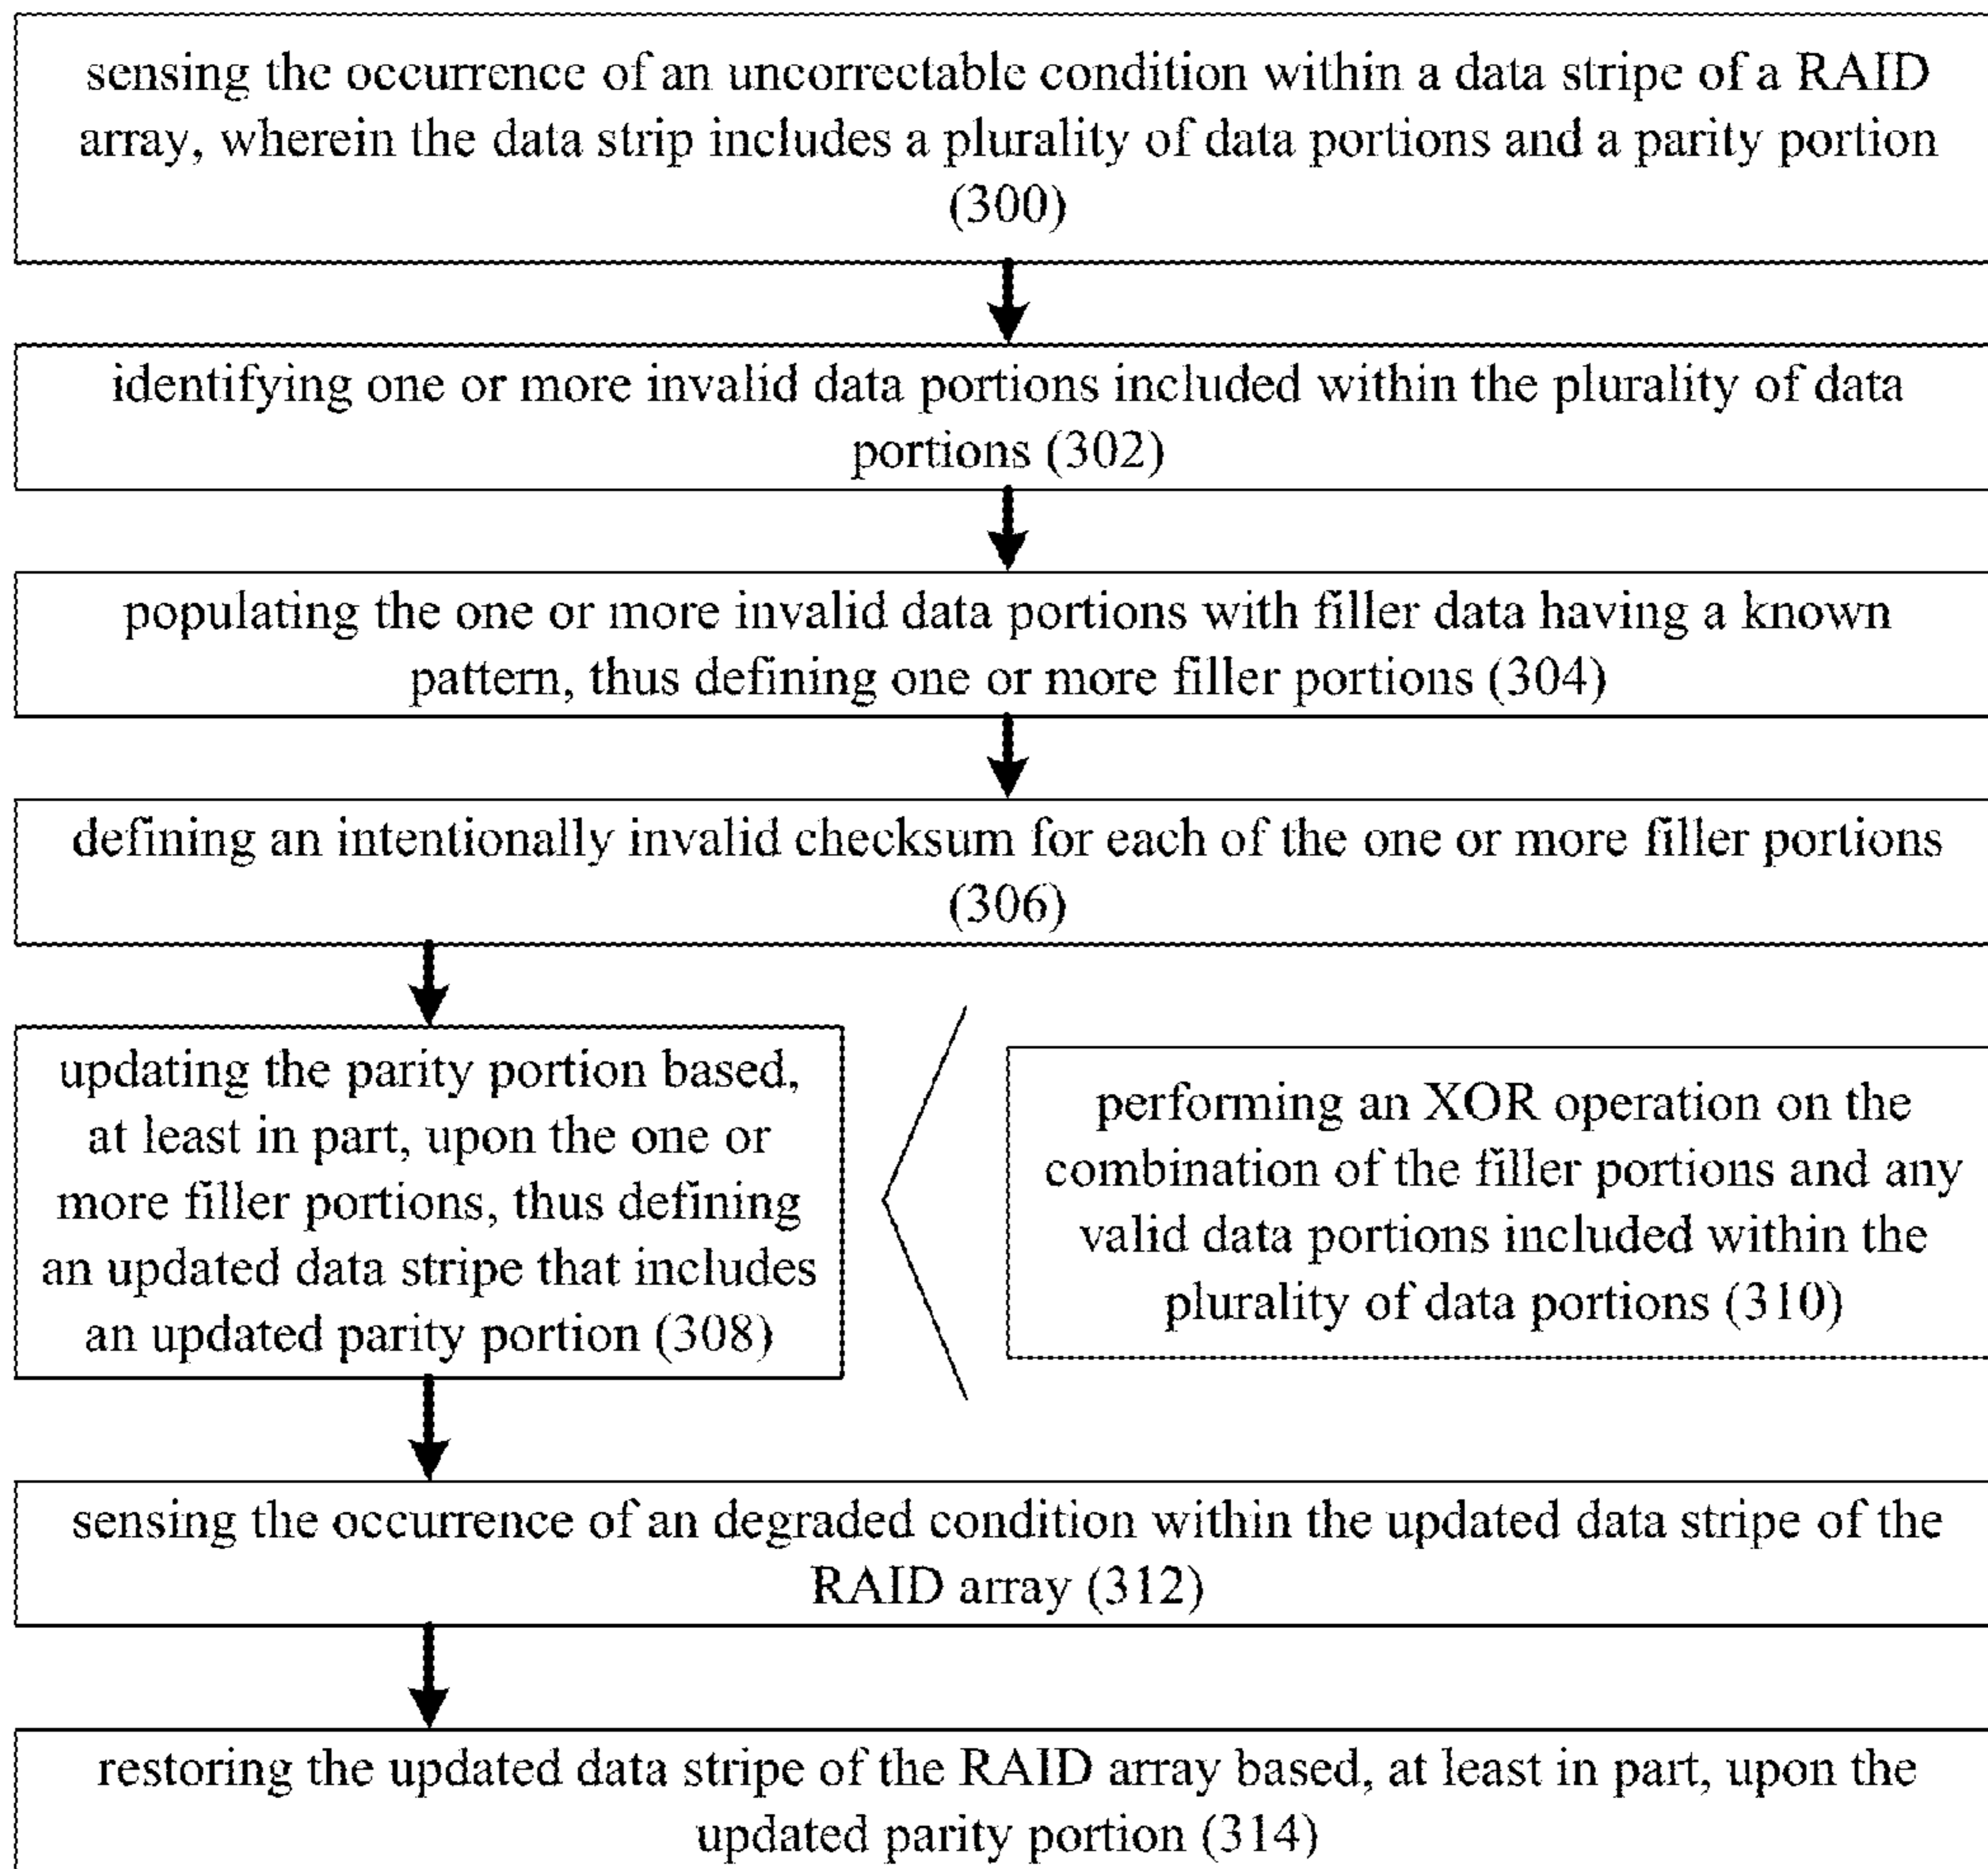 sensing the occurrence of an uncorrectable condition within a data stripe of a RAID
array, wherein the data strip includes a plurality of data portions and a parity portion
(300)
identifying one or more invalid data portions included within the plurality of data
portions (302)
populating the one or more invalid data portions with filler data having a known
pattern, thus defining one or more filler portions (304)
defining an intentionally invalid checksum for each of the one or more filler portions
(306)
updating the parity portion based,
at least in part, upon the one or
more filler portions, thus defining
an updated data stripe that includes
an updated parity portion (308)
performing an XOR operation on the
combination of the filler portions and any
valid data portions included within the
plurality of data portions (310)
sensing the occurrence of an degraded condition within the updated data stripe of the
RAID array (312)
restoring the updated data stripe of the RAID array based, at least in part, upon the
updated parity portion (314)